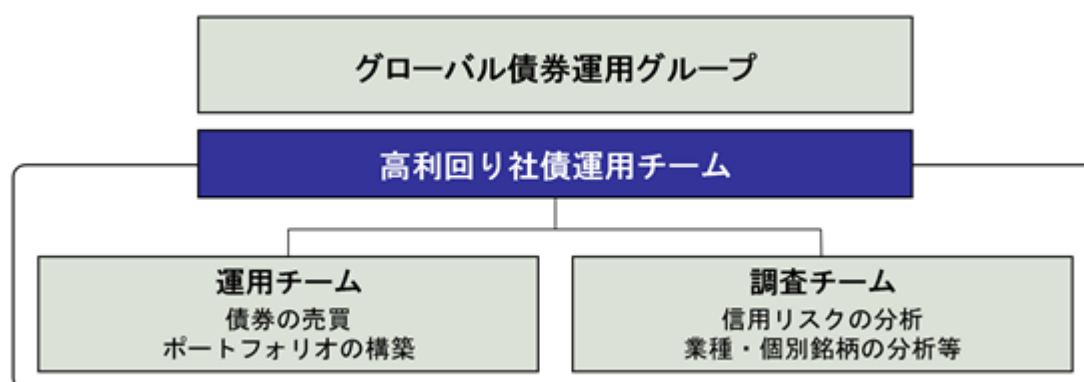 グローバル債券運用グループ
高利回り社債運用チーム
運用チーム
債券の売買
ポートフォリオの構築
調査チーム
信用リスクの分析
業種・個別銘柄の分析等